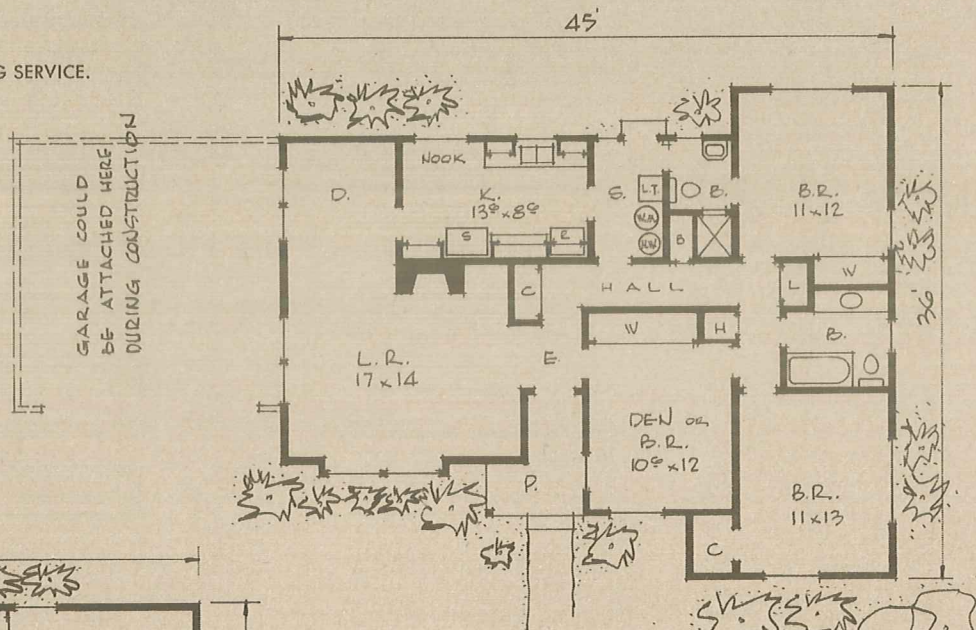 45'
G SERVICE.
GARAGE COULD
BE ATTACHED HERE
DURING CONSTRUCTION
D.
NOOK
K.
13⁶ x 8⁶
S
R
S.
L.T.
B.
B
B.R.
11 x 12
36'
HALL
C
L
W
W
H
B.
L.R.
17 x 14
E.
DEN OR
B.R.
10⁶ x 12
P.
B.R.
11 x 13
C